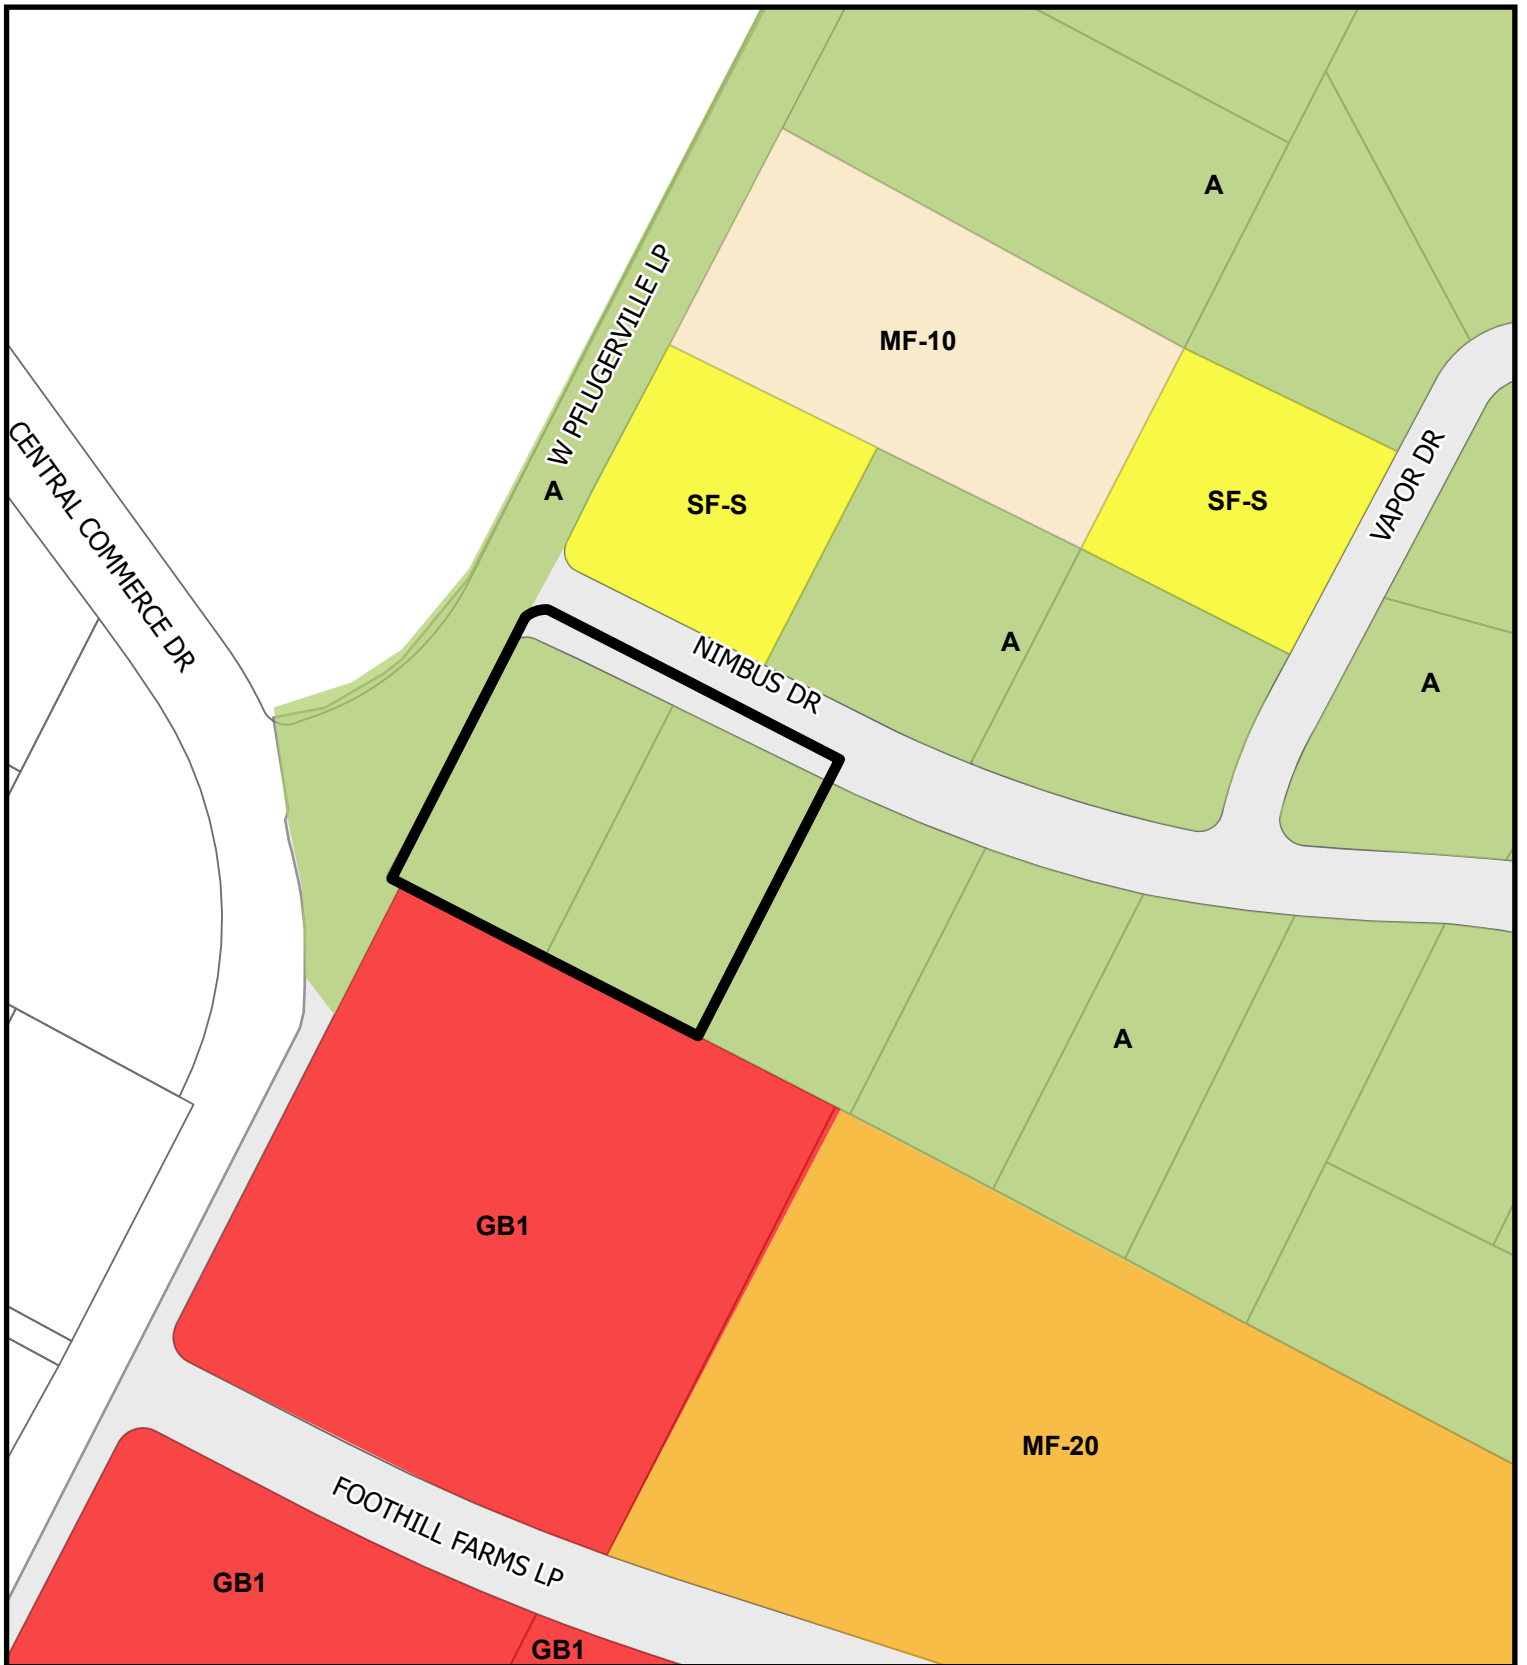 A
W PFLUGERVILLE LP
MF-10
CENTRAL COMMERCE DR
VAPOR DR
A
SF-S
SF-S
NIMBUS DR
A
A
A
GB1
MF-20
FOOTHILL FARMS LP
GB1
GB1